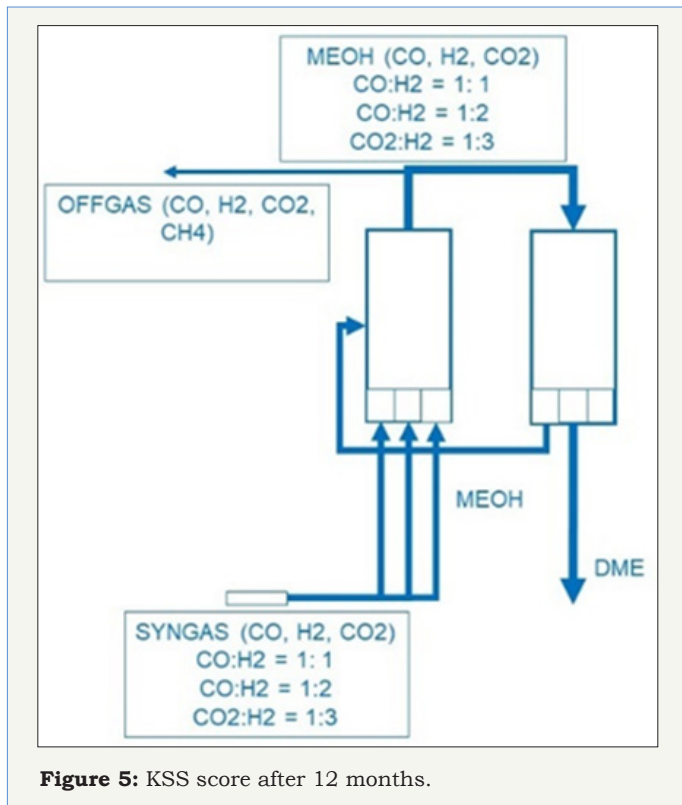 MEOH (CO, H2, CO2)
CO:H2 = 1: 1
CO:H2 = 1:2
CO2:H2 = 1:3
OFFGAS (CO, H2, CO2,
CH4)
MEOH
DME
SYNGAS (CO, H2, CO2)
CO:H2 = 1: 1
CO:H2 = 1:2
CO2:H2 = 1:3
Figure 5: KSS score after 12 months.